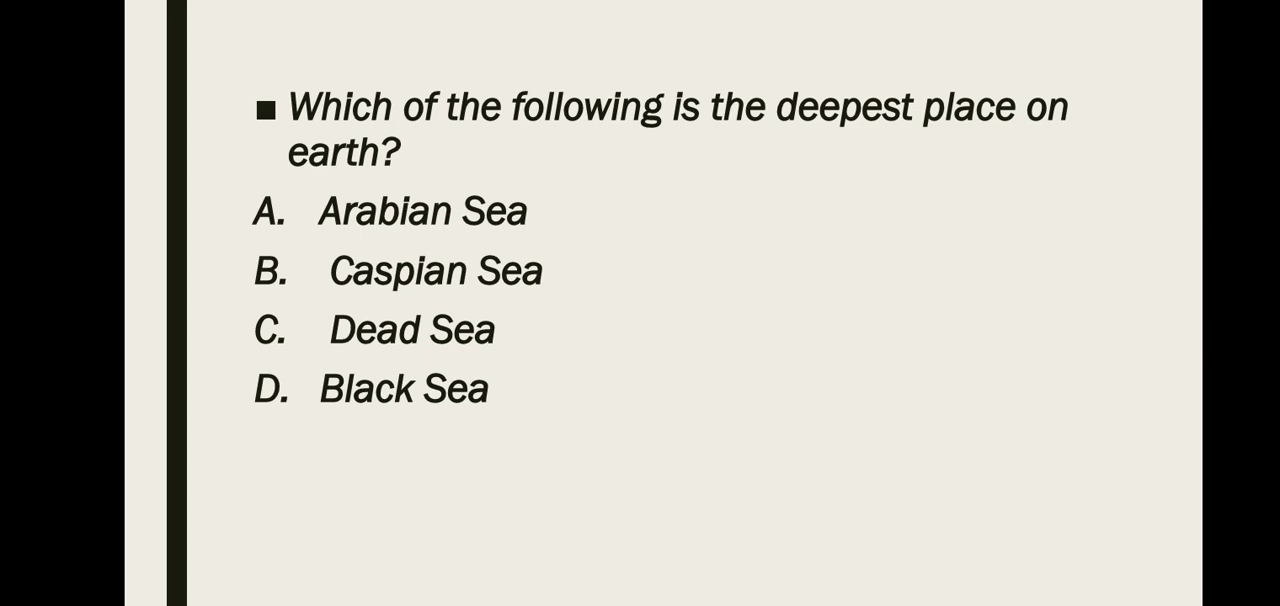 ▪ Which of the following is the deepest place on
earth?
A. Arabian Sea
B. Caspian Sea
C. Dead Sea
D. Black Sea